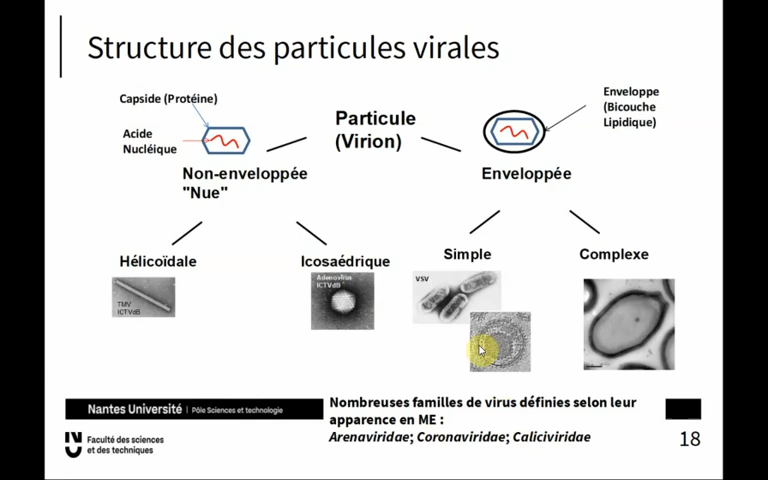 Structure des particules virales
Capside (Protéine)
Acide
Nucléique
Particule
(Virion)
Enveloppe
(Bicouche
Lipidique)
Non-enveloppée
"Nue"
Enveloppée
Hélicoïdale
Icosaédrique
Simple
Complexe
TMV
ICTVdB
Adenovirus
ICTVdB
VSV
Nantes Université | Pôle Sciences et technologie
Faculté des sciences
et des techniques
Nombreuses familles de virus définies selon leur
apparence en ME :
Arenaviridae; Coronaviridae; Caliciviridae
18